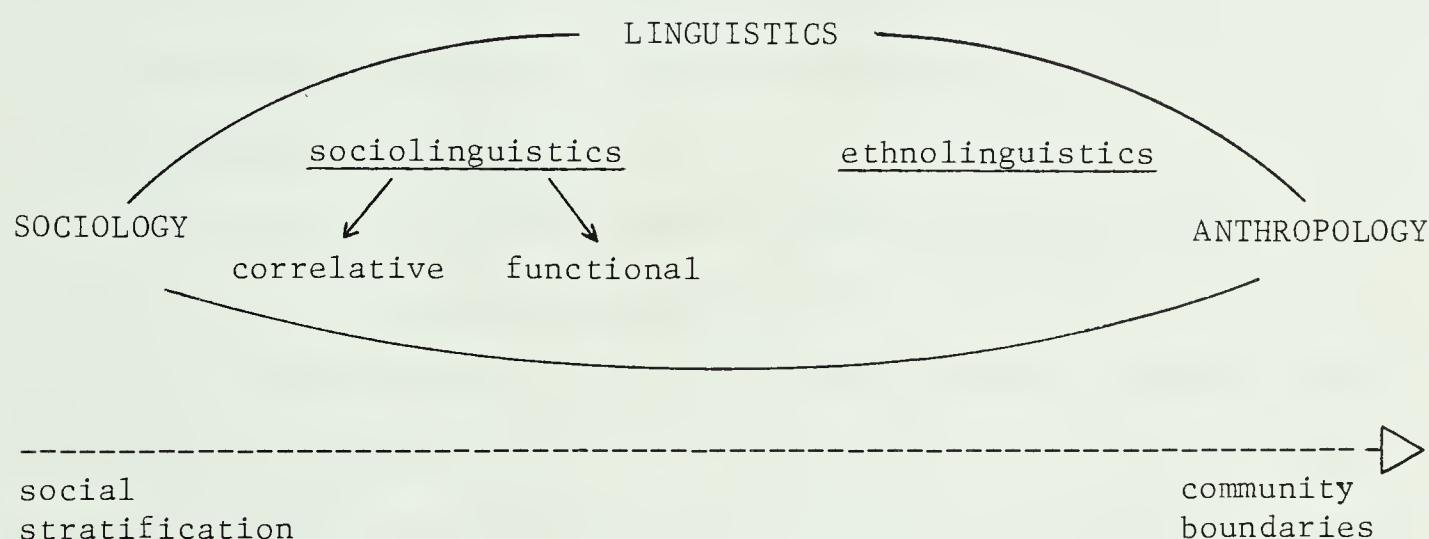 LINGUISTICS
sociolinguistics ethnolinguistics
SOCIOLOGY ANTHROPOLOGY
correlative functional
social community
stratification boundaries